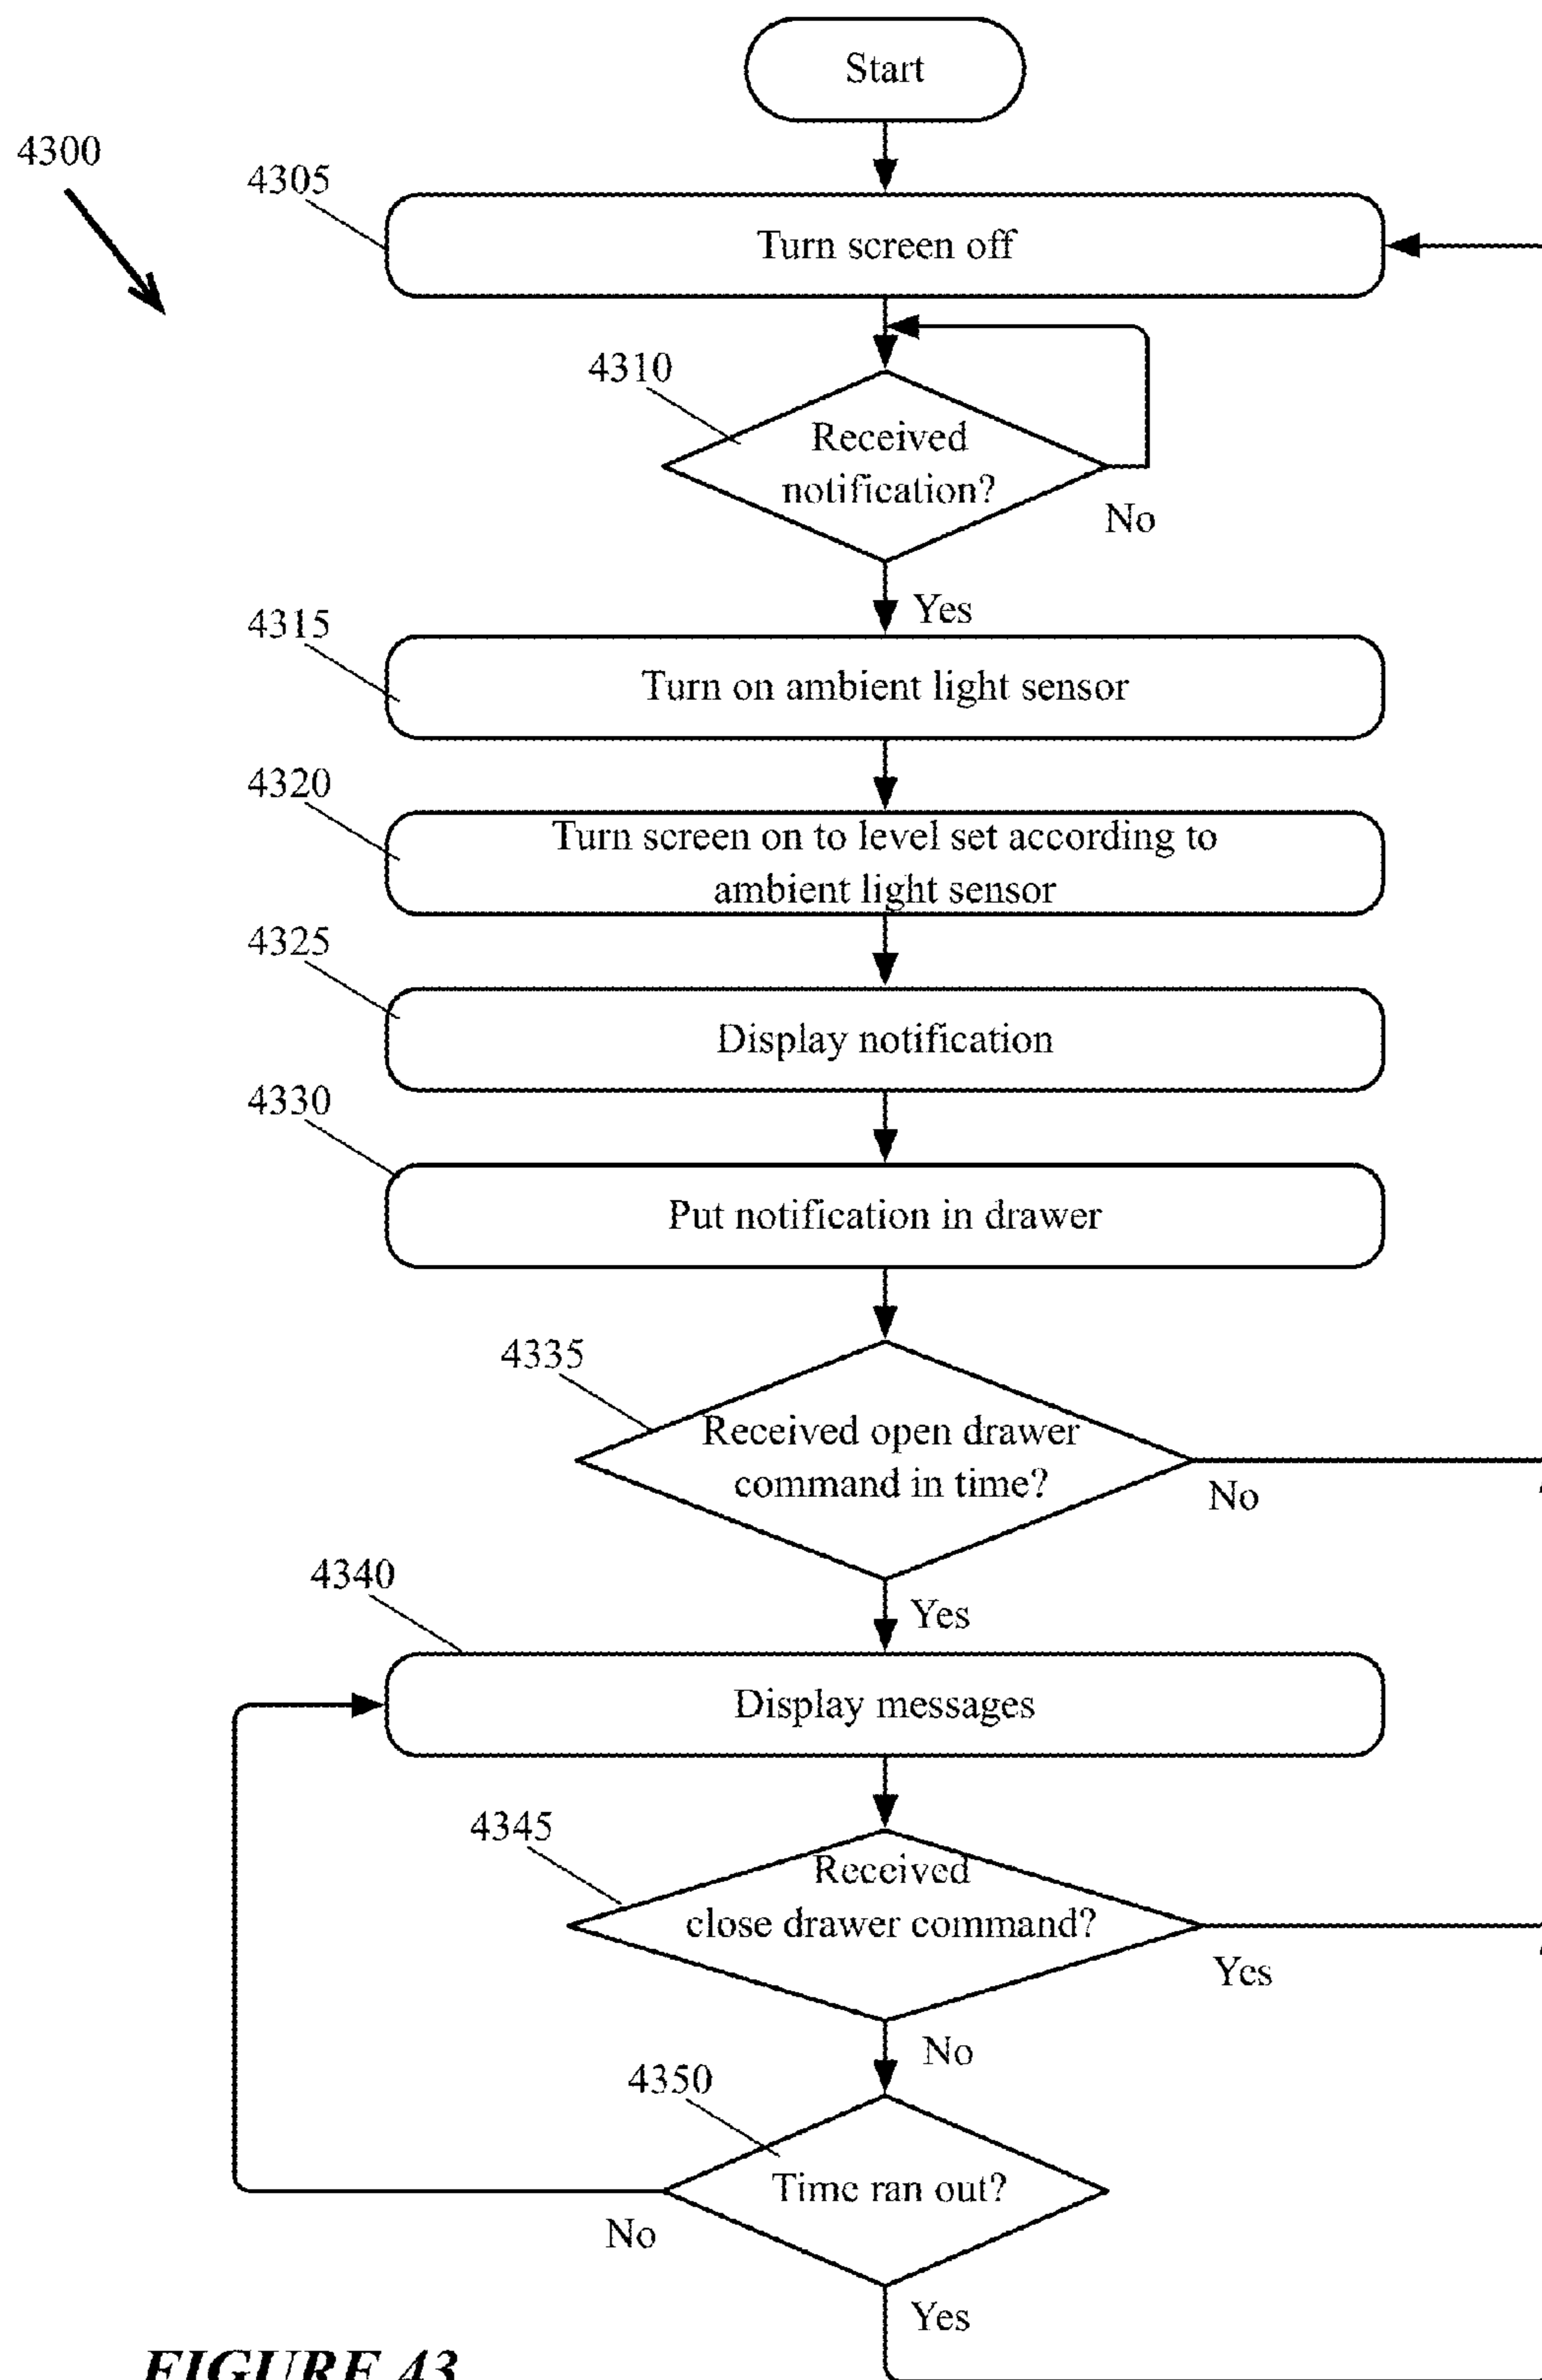 Start
4300
4305
Turn screen off
4310
Received
notification?
No
Yes
4315
Turn on ambient light sensor
4320
Turn screen on to level set according to
ambient light sensor
4325
Display notification
4330
Put notification in drawer
4335
Received open drawer
command in time?
No
Yes
4340
Display messages
4345
Received
close drawer command?
Yes
No
4350
Time ran out?
No
Yes
FIGURE 43